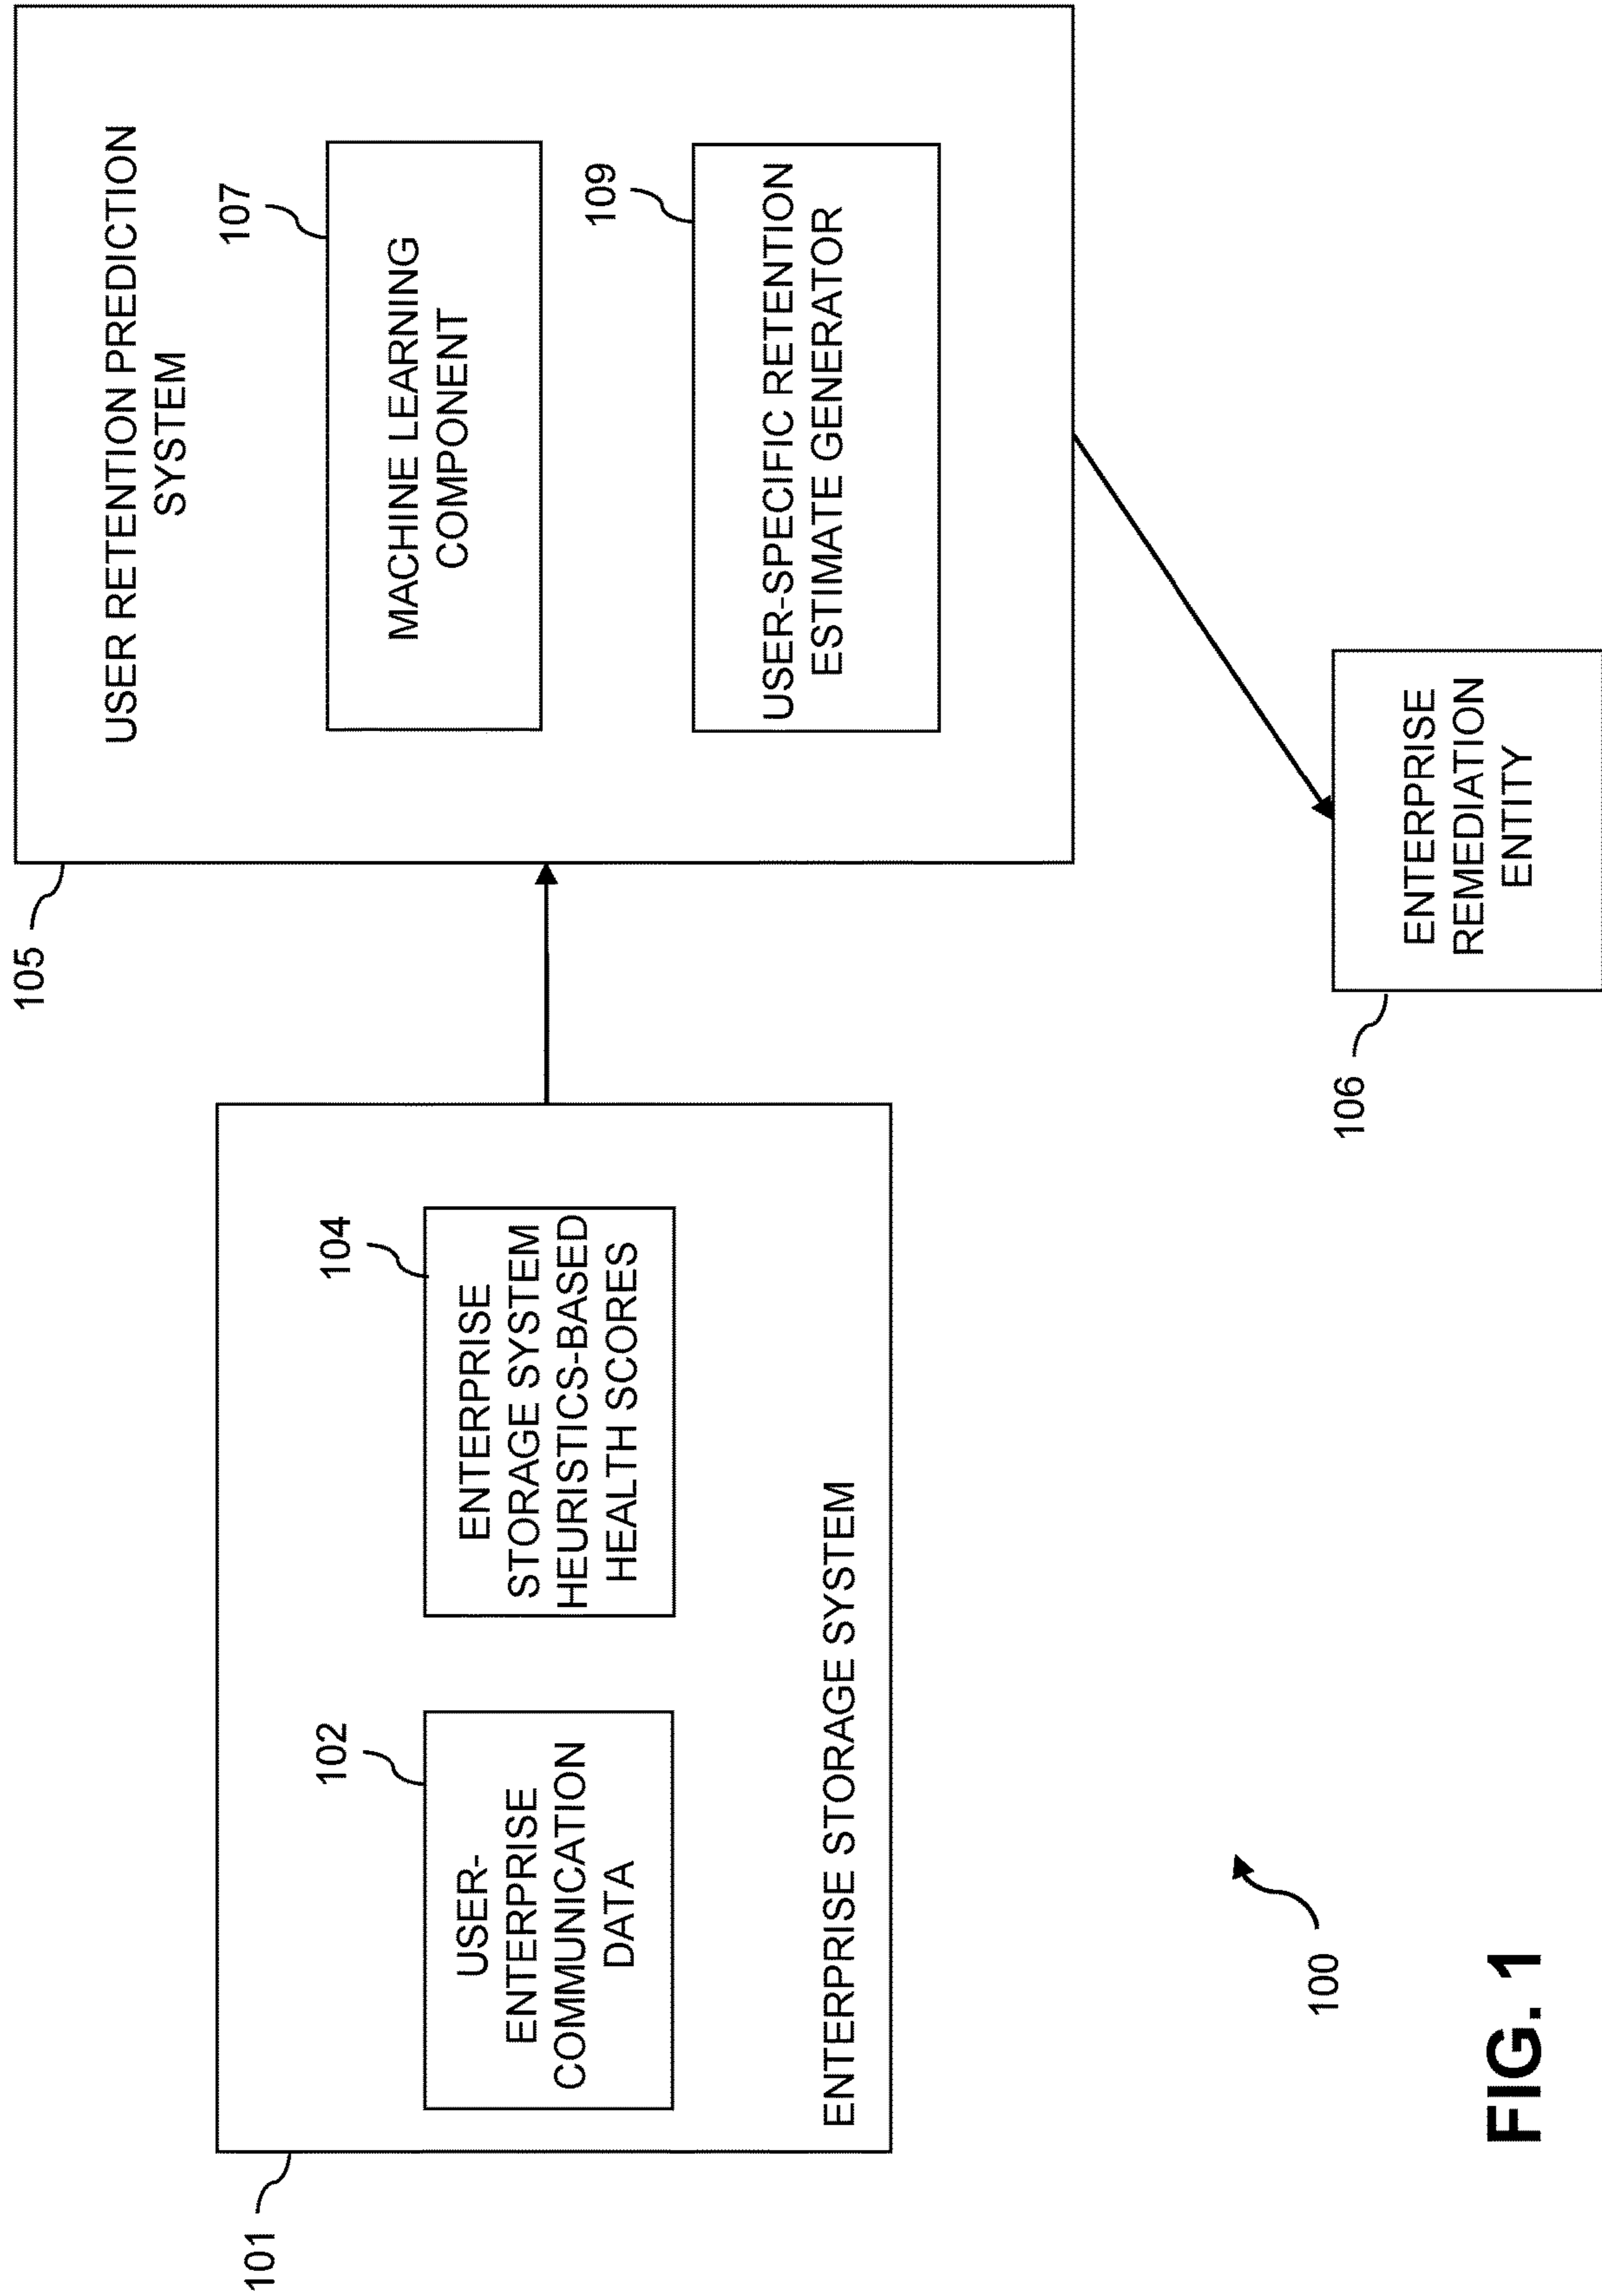 105
USER RETENTION PREDICTION
SYSTEM
107
MACHINE LEARNING
COMPONENT
109
USER-SPECIFIC RETENTION
ESTIMATE GENERATOR
101
102
USER-
ENTERPRISE
COMMUNICATION
DATA
104
ENTERPRISE
STORAGE SYSTEM
HEURISTICS-BASED
HEALTH SCORES
ENTERPRISE STORAGE SYSTEM
106
ENTERPRISE
REMEDIATION
ENTITY
100
FIG. 1